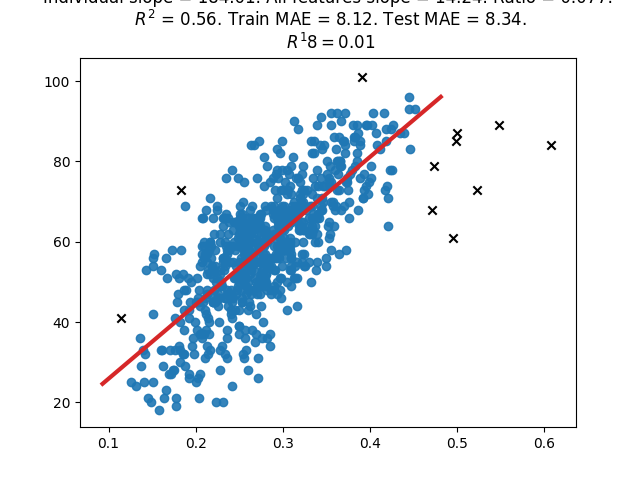 Individual slope = 184.01. All features slope = 14.24. Ratio = 0.077.
R² = 0.56. Train MAE = 8.12. Test MAE = 8.34.
R¹8 = 0.01
100
80
60
40
20
0.1 0.2 0.3 0.4 0.5 0.6